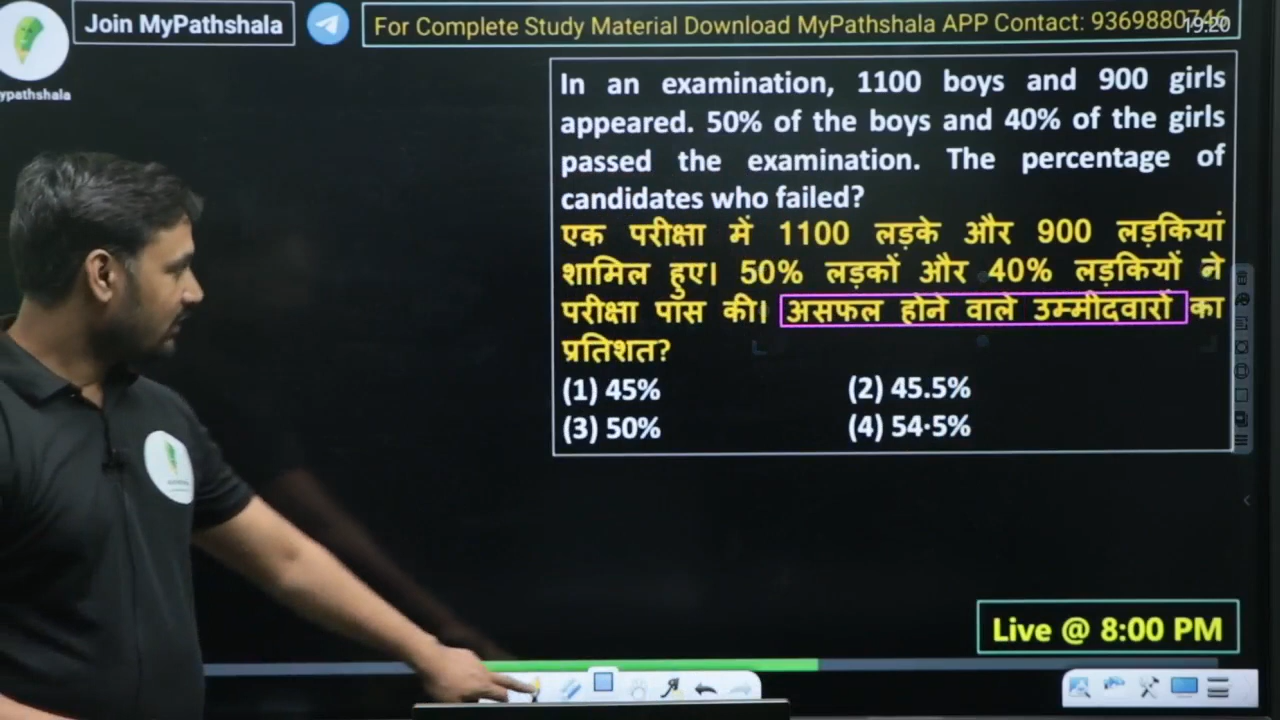 Join MyPathshala
For Complete Study Material Download MyPathshala APP Contact: 9369880746
19:20
ypathshala
In an examination, 1100 boys and 900 girls
appeared. 50% of the boys and 40% of the girls
passed the examination. The percentage of
candidates who failed?
एक परीक्षा में 1100 लड़के और 900 लड़कियां
शामिल हुए। 50% लड़कों और 40% लड़कियों ने
परीक्षा पास की। असफल होने वाले उम्मीदवारों का
प्रतिशत?
(1) 45% (2) 45.5%
(3) 50% (4) 54·5%
Live @ 8:00 PM